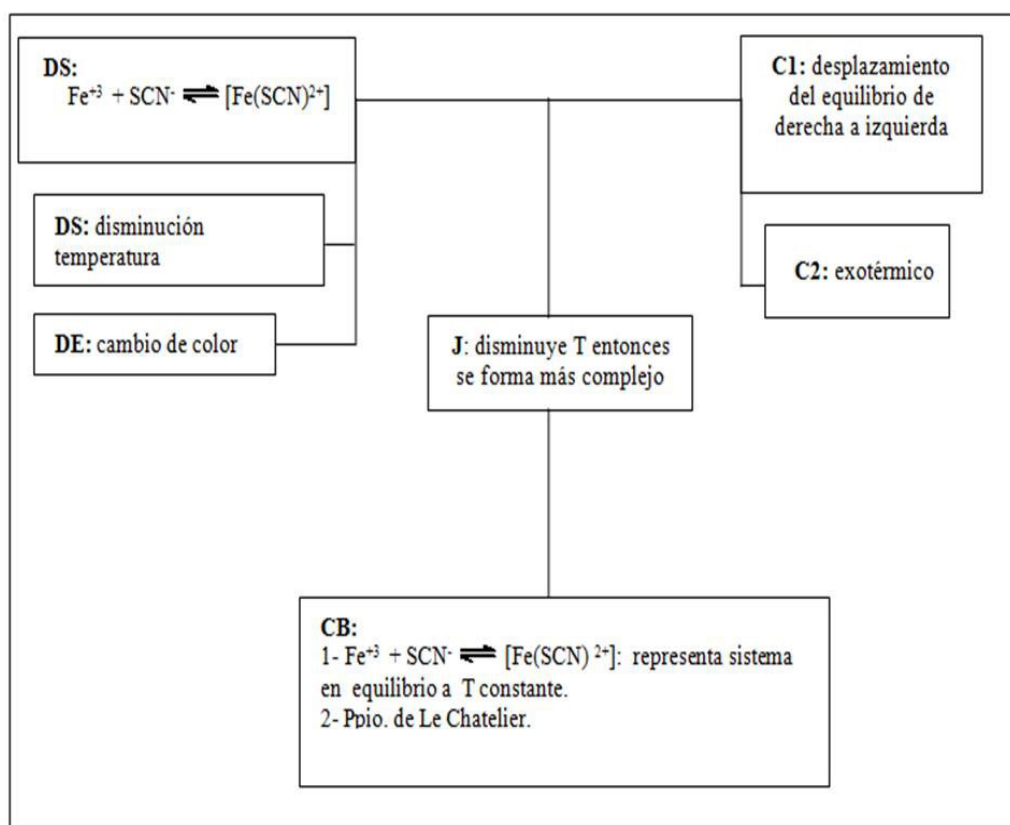 DS:
Fe⁺³ + SCN⁻ ⇌ [Fe(SCN)²⁺]
DS: disminución
temperatura
DE: cambio de color
C1: desplazamiento
del equilibrio de
derecha a izquierda
C2: exotérmico
J: disminuye T entonces
se forma más complejo
CB:
1- Fe⁺³ + SCN⁻ ⇌ [Fe(SCN) ²⁺]: representa sistema
en equilibrio a T constante.
2- Ppio. de Le Chatelier.